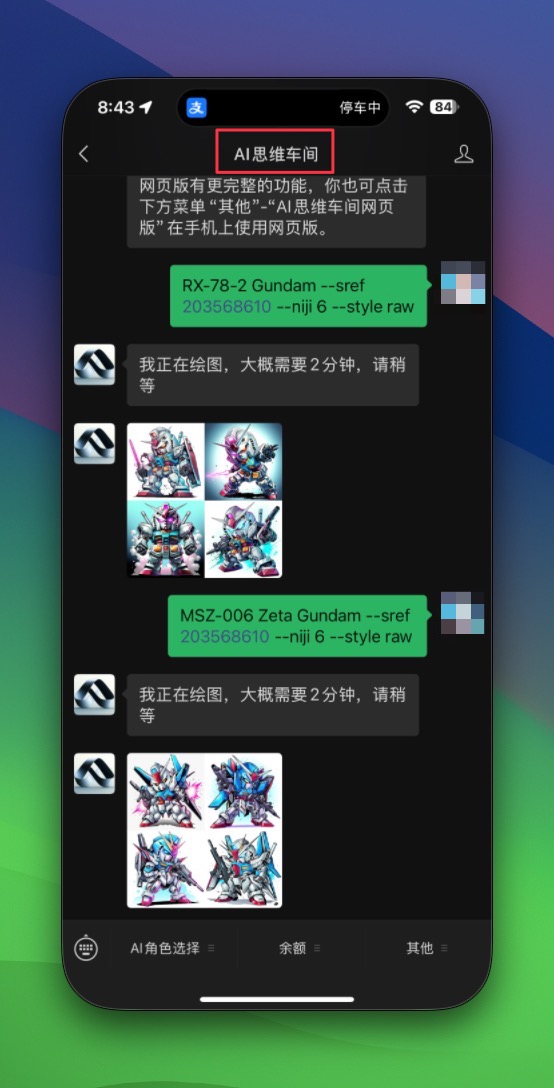 8:43
支
停车中
84
AI思维车间
网页版有更完整的功能，你也可点击
下方菜单“其他”-“AI思维车间网页
版”在手机上使用网页版。
RX-78-2 Gundam --sref
203568610 --niji 6 --style raw
我正在绘图，大概需要2分钟，请稍
等
MSZ-006 Zeta Gundam --sref
203568610 --niji 6 --style raw
我正在绘图，大概需要2分钟，请稍
等
AI角色选择
余额
其他